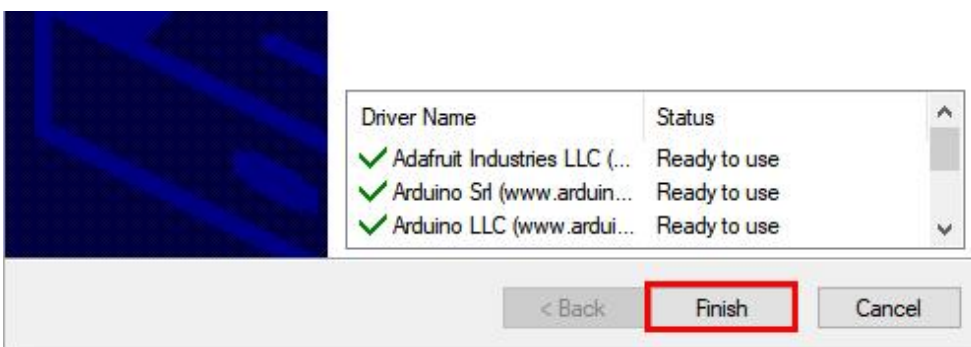 Driver Name Status
Adafruit Industries LLC (... Ready to use
Arduino Srl (www.arduin... Ready to use
Arduino LLC (www.ardui... Ready to use
< Back Finish Cancel